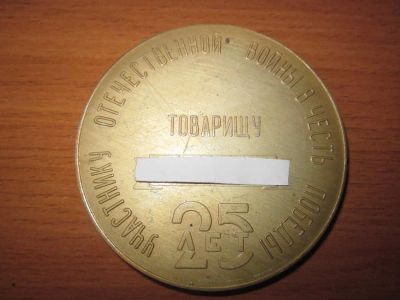 УЧАСТНИКУ ОТЕЧЕСТВЕННОЙ ВОЙНЫ В ЧЕСТЬ ПОБЕДЫ
ТОВАРИЩУ
25
ЛЕТ